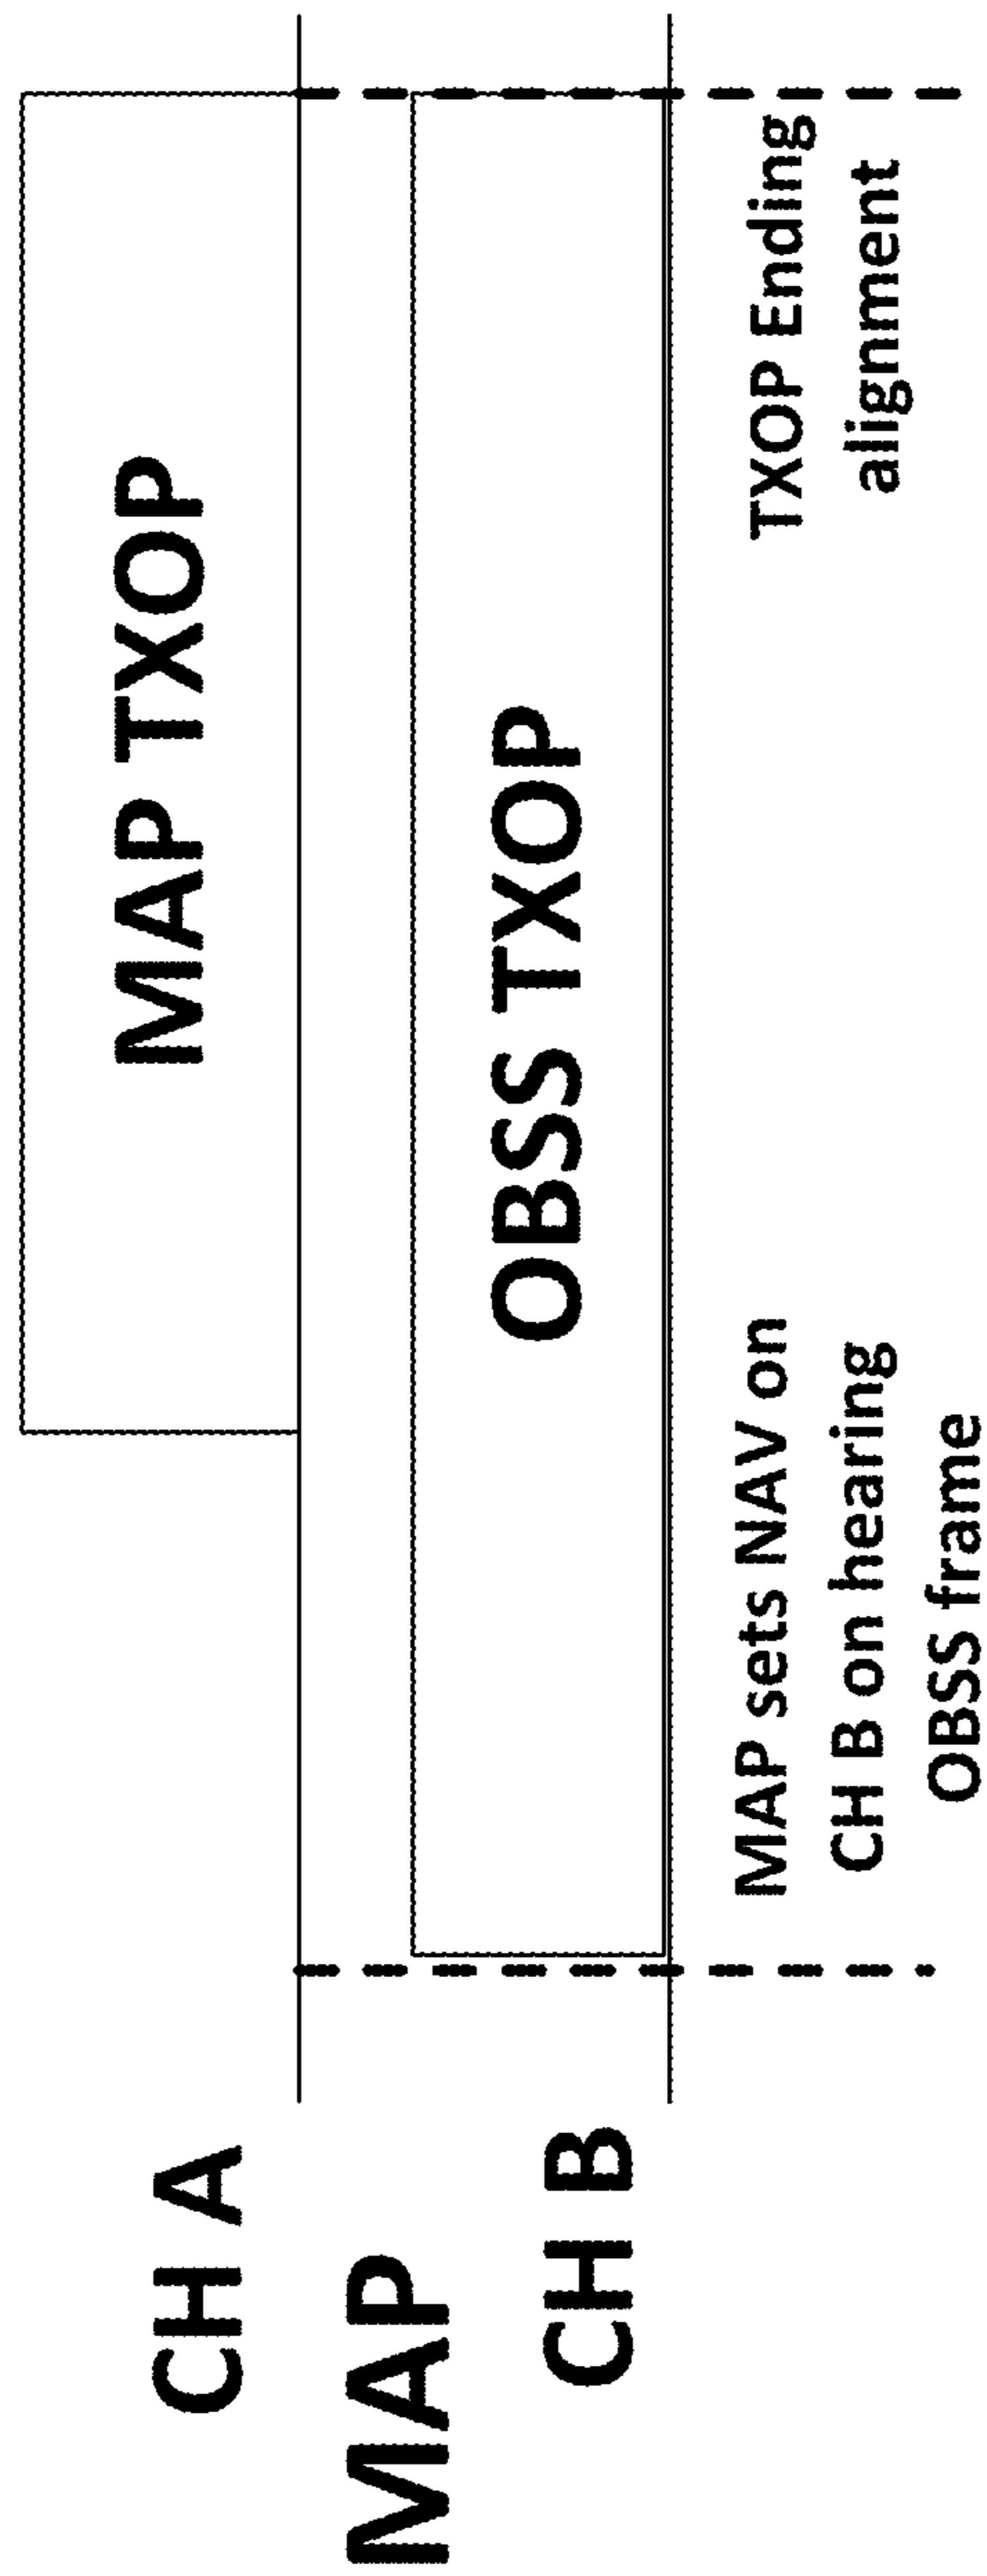 CH A
MAP TXOP
MAP
CH B
OBSS TXOP
MAP sets NAV on
CH B on hearing
OBSS frame
TXOP Ending
alignment